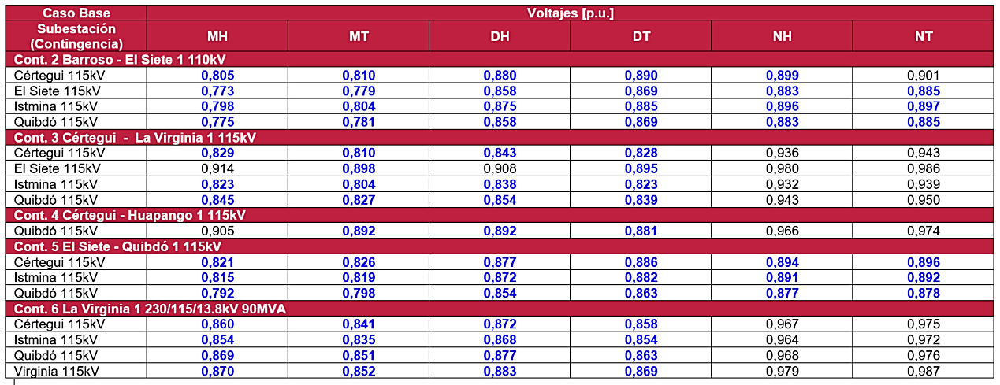 Caso Base Voltajes [p.u.]
Subestación (Contingencia) MH MT DH DT NH NT
Cont. 2 Barroso - El Siete 1 110kV
Cértegui 115kV 0,805 0,810 0,880 0,890 0,899 0,901
El Siete 115kV 0,773 0,779 0,858 0,869 0,883 0,885
Istmina 115kV 0,798 0,804 0,875 0,885 0,896 0,897
Quibdó 115kV 0,775 0,781 0,858 0,869 0,883 0,885
Cont. 3 Cértegui - La Virginia 1 115kV
Cértegui 115kV 0,829 0,810 0,843 0,828 0,936 0,943
El Siete 115kV 0,914 0,898 0,908 0,895 0,980 0,986
Istmina 115kV 0,823 0,804 0,838 0,823 0,932 0,939
Quibdó 115kV 0,845 0,827 0,854 0,839 0,943 0,950
Cont. 4 Cértegui - Huapango 1 115kV
Quibdó 115kV 0,905 0,892 0,892 0,881 0,966 0,974
Cont. 5 El Siete - Quibdó 1 115kV
Cértegui 115kV 0,821 0,826 0,877 0,886 0,894 0,896
Istmina 115kV 0,815 0,819 0,872 0,882 0,891 0,892
Quibdó 115kV 0,792 0,798 0,854 0,863 0,877 0,878
Cont. 6 La Virginia 1 230/115/13.8kV 90MVA
Cértegui 115kV 0,860 0,841 0,872 0,858 0,967 0,975
Istmina 115kV 0,854 0,835 0,868 0,854 0,964 0,972
Quibdó 115kV 0,869 0,851 0,877 0,863 0,968 0,976
Virginia 115kV 0,870 0,852 0,883 0,869 0,979 0,987